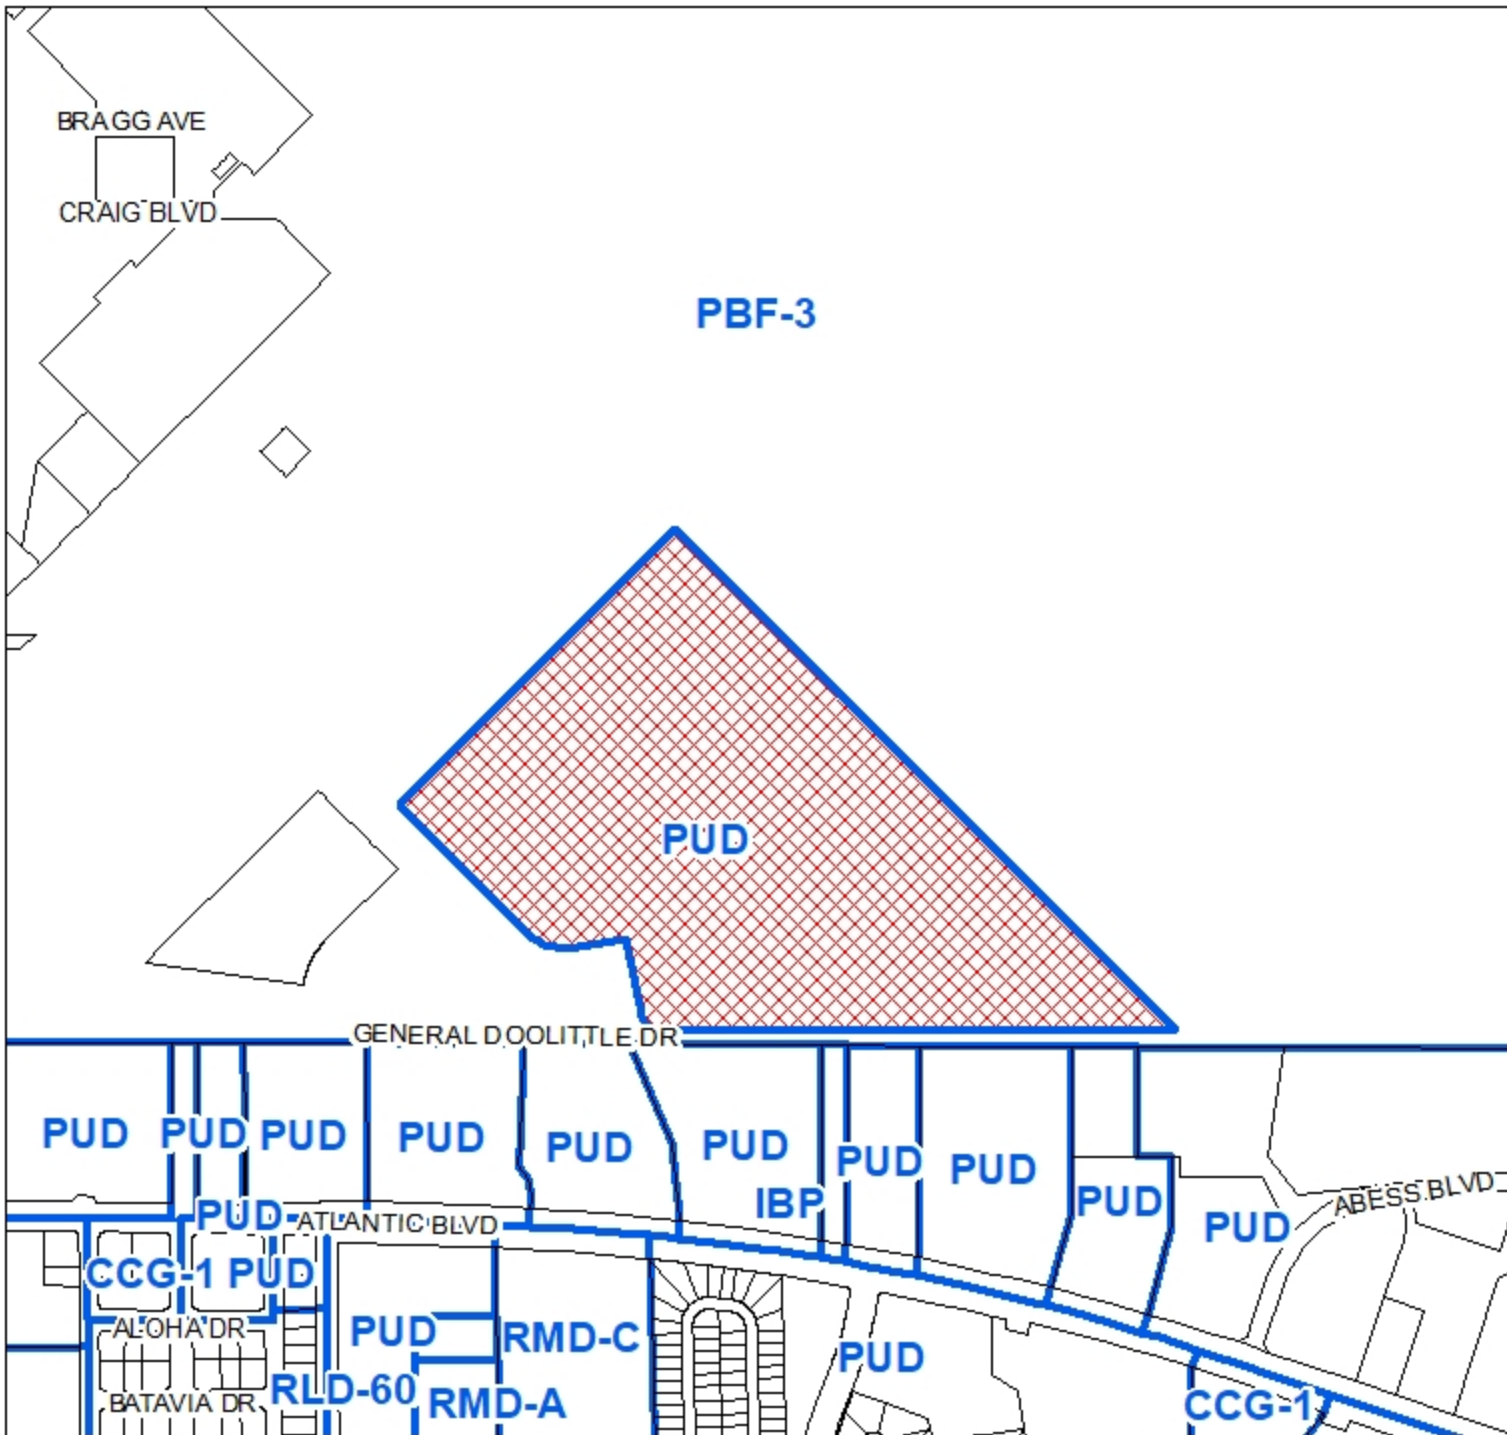 BRAGG AVE
CRAIG BLVD
PBF-3
PUD
GENERAL DOOLITTLE DR
PUD
PUD
PUD
PUD
PUD
PUD
PUD
PUD
IBP
PUD
PUD
ABESS BLVD
PUD
ATLANTIC BLVD
CCG-1
PUD
ALOHA DR
PUD
RMD-C
PUD
RLD-60
BATAVIA DR
RMD-A
CCG-1